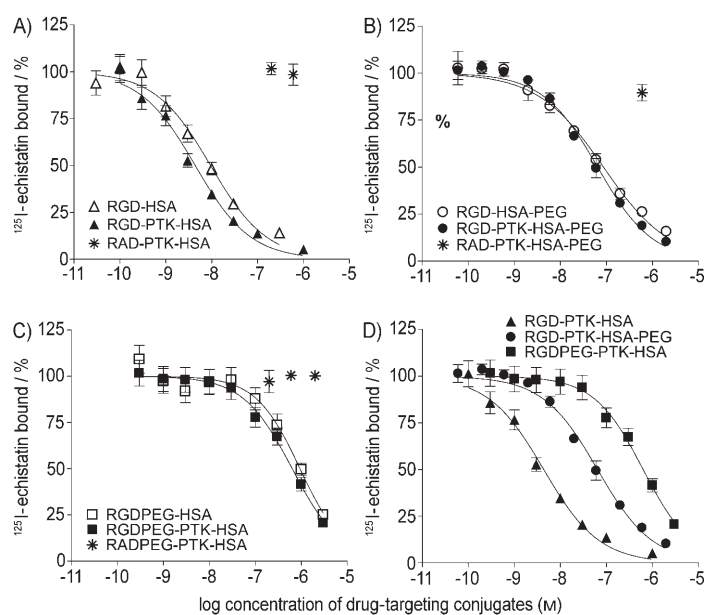 A)
125I-echistatin bound / %
125
100
75
50
25
0
RGD-HSA
RGD-PTK-HSA
RAD-PTK-HSA
-11 -10 -9 -8 -7 -6 -5
B)
125I-echistatin bound / %
125
100
75
50
25
0
%
RGD-HSA-PEG
RGD-PTK-HSA-PEG
RAD-PTK-HSA-PEG
-11 -10 -9 -8 -7 -6 -5
C)
125I-echistatin bound / %
125
100
75
50
25
0
RGDPEG-HSA
RGDPEG-PTK-HSA
RADPEG-PTK-HSA
-11 -10 -9 -8 -7 -6 -5
D)
125I-echistatin bound / %
125
100
75
50
25
0
RGD-PTK-HSA
RGD-PTK-HSA-PEG
RGDPEG-PTK-HSA
-11 -10 -9 -8 -7 -6 -5
log concentration of drug-targeting conjugates (M)